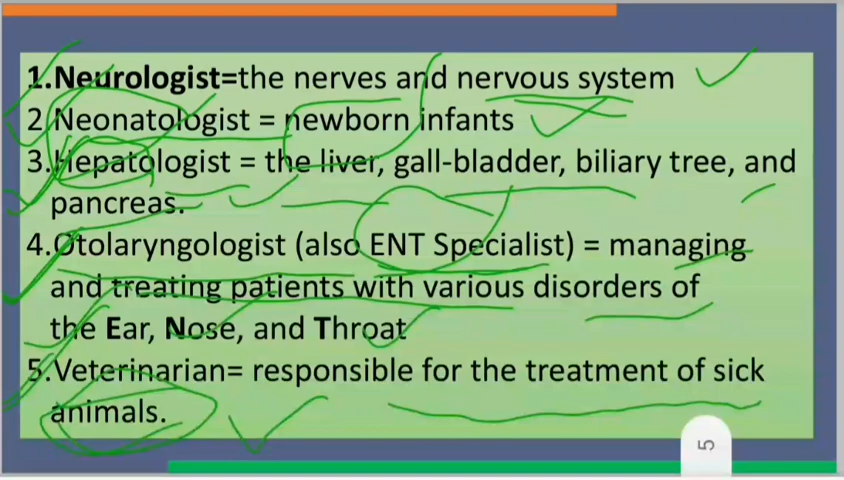 1.Neurologist=the nerves and nervous system
2.Neonatologist = newborn infants
3.Hepatologist = the liver, gall-bladder, biliary tree, and
pancreas.
4.Otolaryngologist (also ENT Specialist) = managing
and treating patients with various disorders of
the Ear, Nose, and Throat
5.Veterinarian= responsible for the treatment of sick
animals.
5